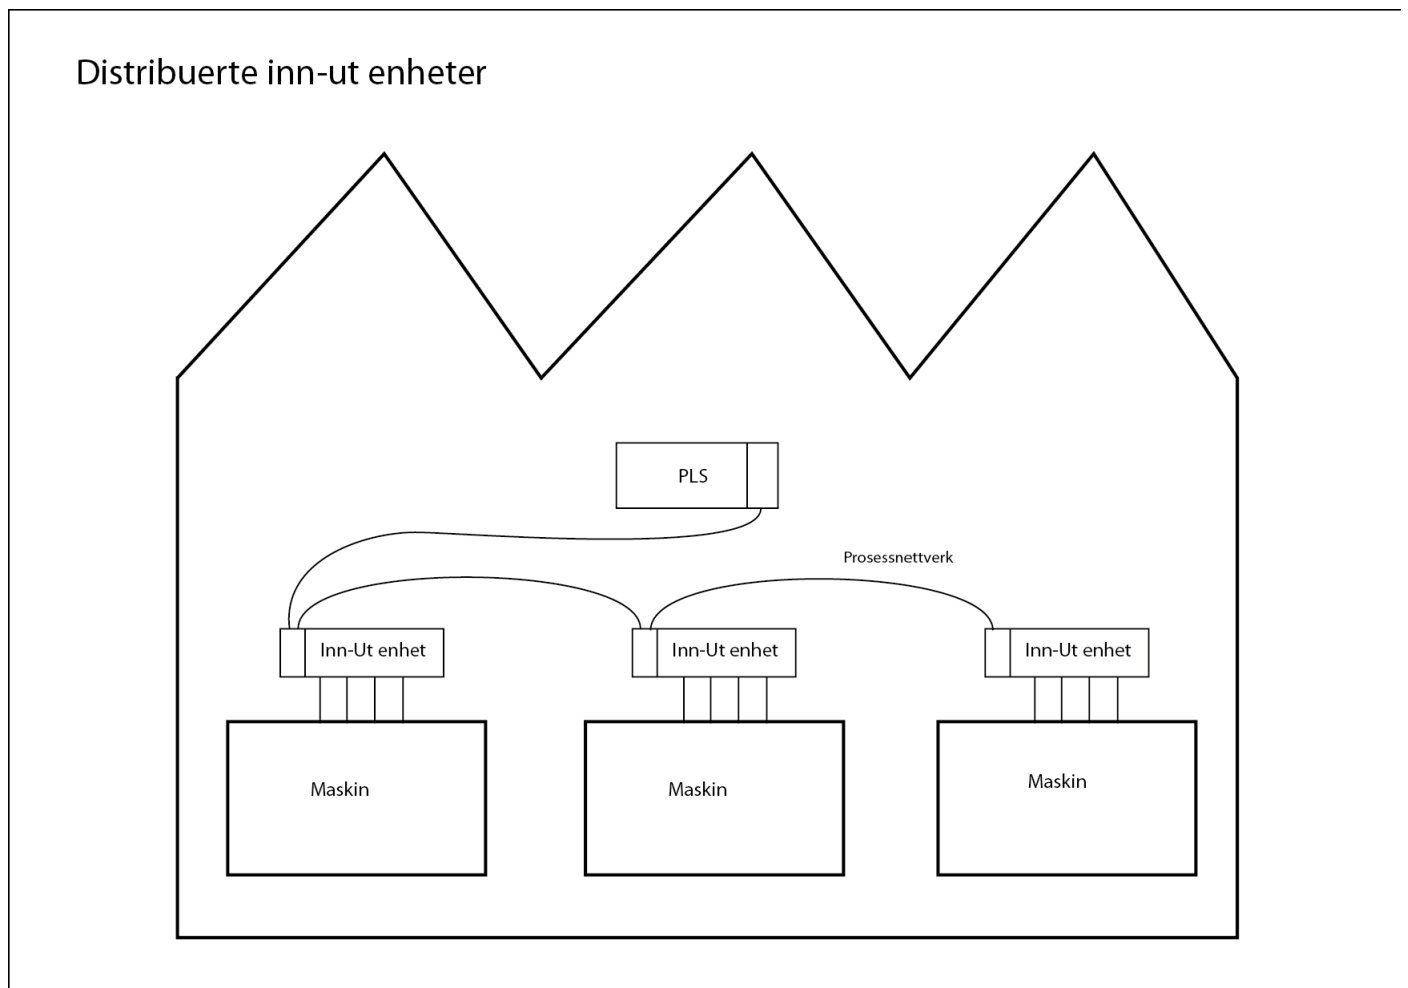 Distribuerte inn-ut enheter
PLS
Prosessnettverk
Inn-Ut enhet
Inn-Ut enhet
Inn-Ut enhet
Maskin
Maskin
Maskin